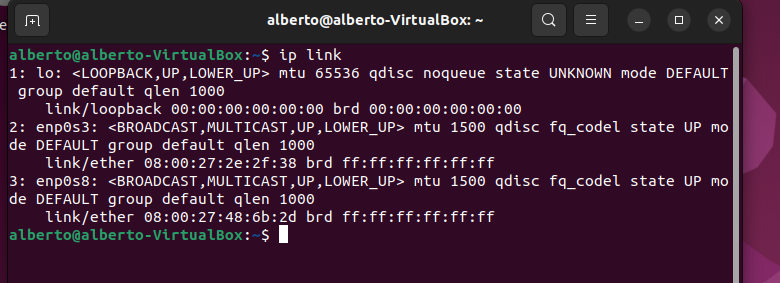 alberto@alberto-VirtualBox: ~
alberto@alberto-VirtualBox:~$ ip link
1: lo: <LOOPBACK,UP,LOWER_UP> mtu 65536 qdisc noqueue state UNKNOWN mode DEFAULT
 group default qlen 1000
    link/loopback 00:00:00:00:00:00 brd 00:00:00:00:00:00
2: enp0s3: <BROADCAST,MULTICAST,UP,LOWER_UP> mtu 1500 qdisc fq_codel state UP mo
de DEFAULT group default qlen 1000
    link/ether 08:00:27:2e:2f:38 brd ff:ff:ff:ff:ff:ff
3: enp0s8: <BROADCAST,MULTICAST,UP,LOWER_UP> mtu 1500 qdisc fq_codel state UP mo
de DEFAULT group default qlen 1000
    link/ether 08:00:27:48:6b:2d brd ff:ff:ff:ff:ff:ff
alberto@alberto-VirtualBox:~$